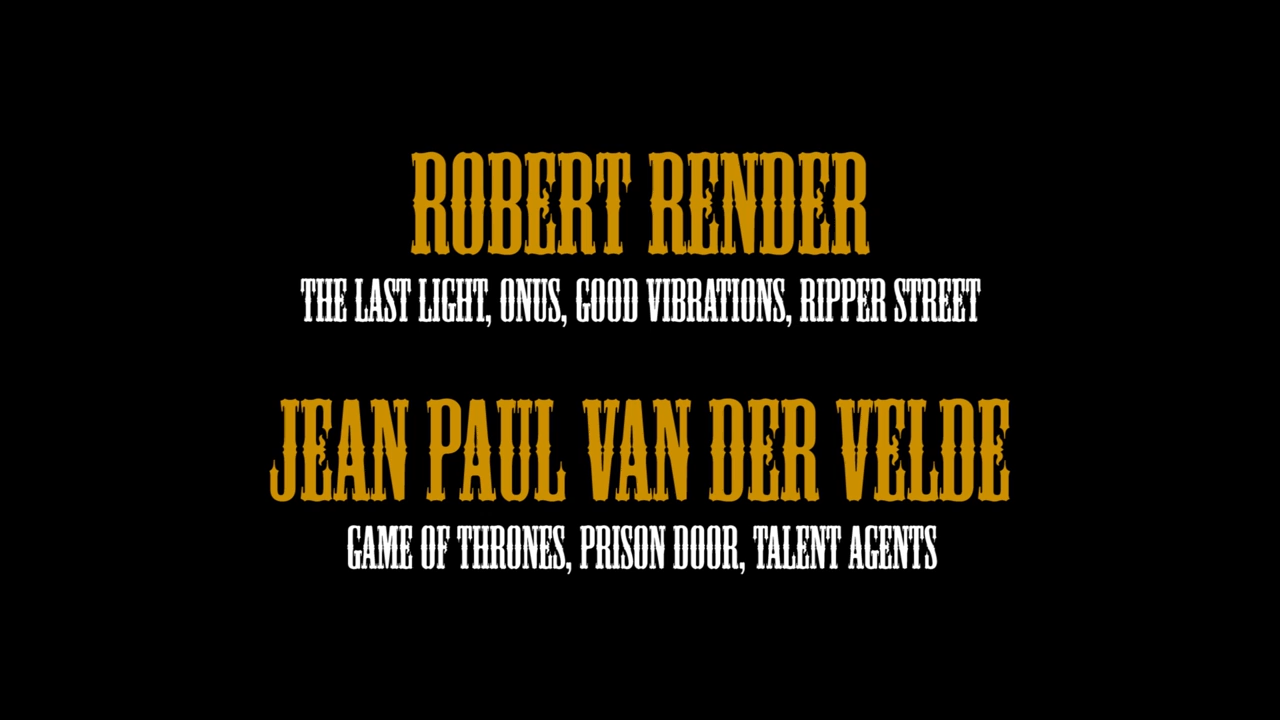 ROBERT RENDER
THE LAST LIGHT, ONUS, GOOD VIBRATIONS, RIPPER STREET
JEAN PAUL VAN DER VELDE
GAME OF THRONES, PRISON DOOR, TALENT AGENTS